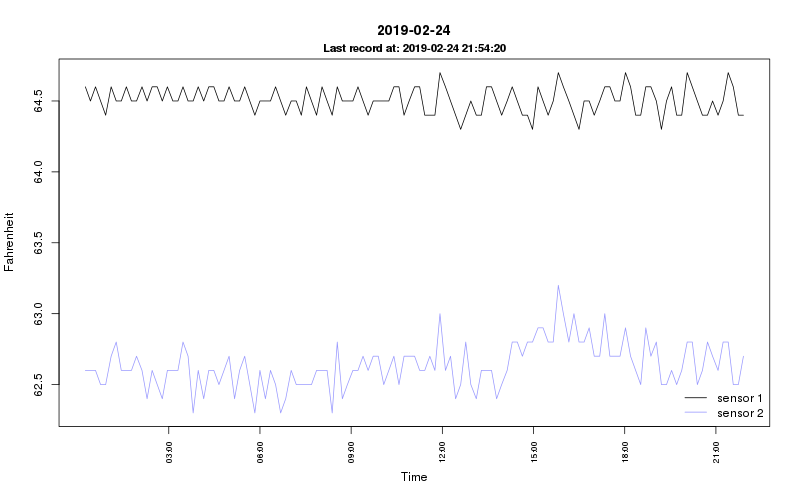 2019-02-24
Last record at: 2019-02-24 21:54:20
Fahrenheit
64.5
64.0
63.5
63.0
62.5
sensor 1
sensor 2
03:00 06:00 09:00 12:00 15:00 18:00 21:00
Time